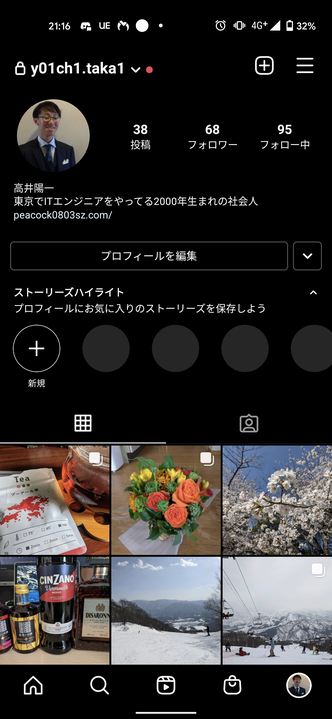 21:16 UE 4G+ 32%
y01ch1.taka1
38 68 95
投稿 フォロワー フォロー中
高井陽一
東京でITエンジニアをやってる2000年生まれの社会人
peacock0803sz.com/
プロフィールを編集
ストーリーズハイライト
プロフィールにお気に入りのストーリーズを保存しよう
新規
Tea
CINZANO
Vermouth
DISARONNO